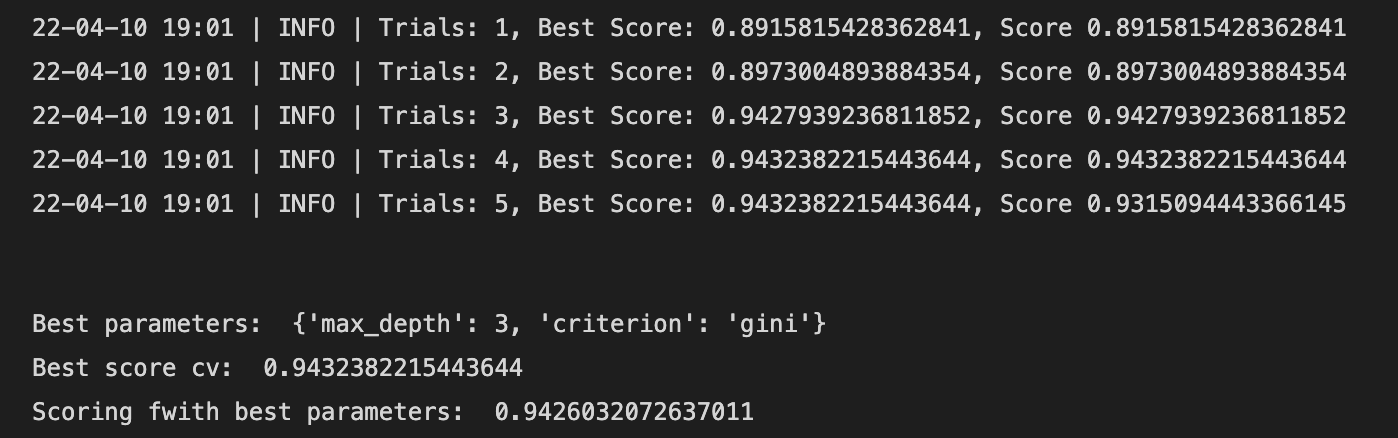 22-04-10 19:01 | INFO | Trials: 1, Best Score: 0.8915815428362841, Score 0.8915815428362841
22-04-10 19:01 | INFO | Trials: 2, Best Score: 0.8973004893884354, Score 0.8973004893884354
22-04-10 19:01 | INFO | Trials: 3, Best Score: 0.9427939236811852, Score 0.9427939236811852
22-04-10 19:01 | INFO | Trials: 4, Best Score: 0.9432382215443644, Score 0.9432382215443644
22-04-10 19:01 | INFO | Trials: 5, Best Score: 0.9432382215443644, Score 0.9315094443366145
Best parameters:  {'max_depth': 3, 'criterion': 'gini'}
Best score cv:  0.9432382215443644
Scoring fwith best parameters:  0.9426032072637011